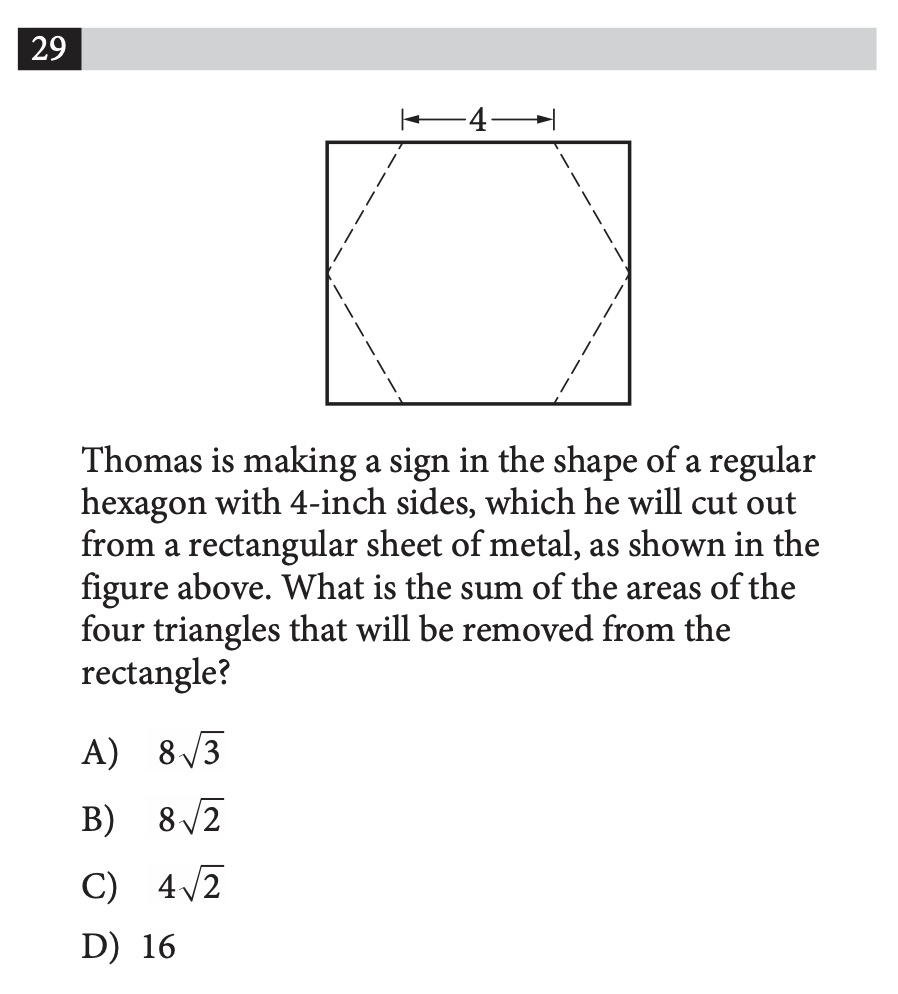 29
4
Thomas is making a sign in the shape of a regular
hexagon with 4-inch sides, which he will cut out
from a rectangular sheet of metal, as shown in the
figure above. What is the sum of the areas of the
four triangles that will be removed from the
rectangle?
A) 8√3
B) 8√2
C) 4√2
D) 16